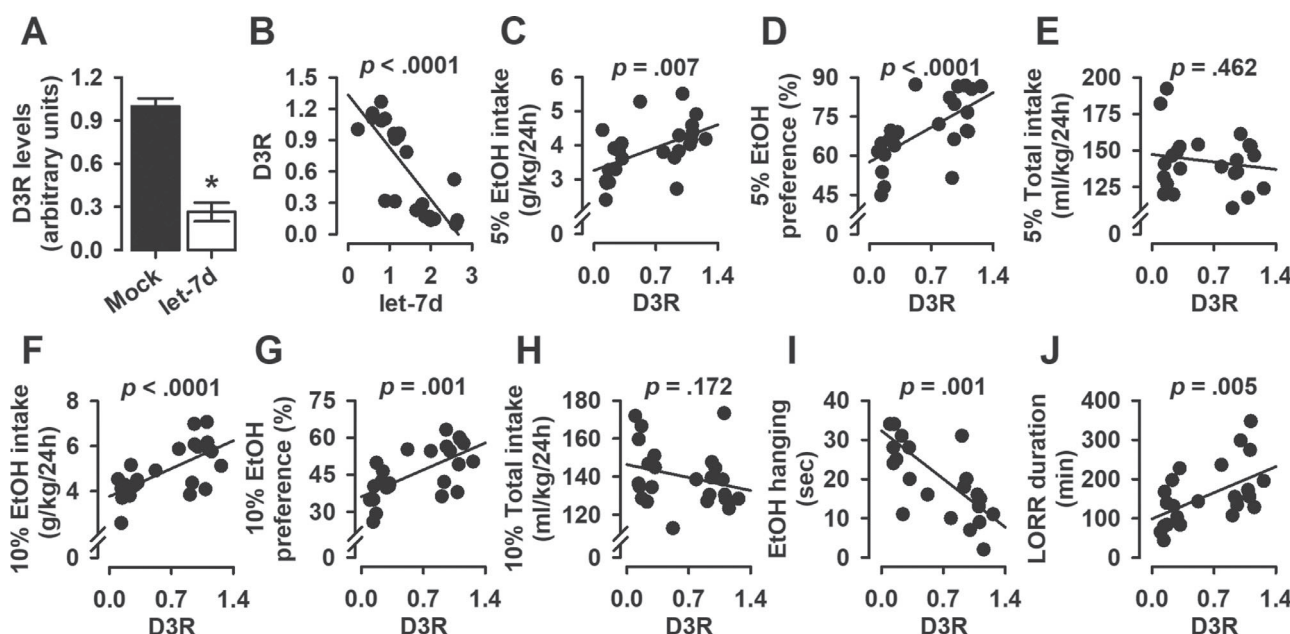 A
D3R levels
(arbitrary units)
1.2
0.9
0.6
0.3
0.0
*
Mock
let-7d
B
p < .0001
D3R
1.5
1.2
0.9
0.6
0.3
0.0
0 1 2 3
let-7d
C
p = .007
5% EtOH intake
(g/kg/24h)
6
5
4
3
0
0.0 0.7 1.4
D3R
D
p <.0001
5% EtOH
preference (%)
90
75
60
45
0
0.0 0.7 1.4
D3R
E
p = .462
5% Total intake
(ml/kg/24h)
200
175
150
125
0
0.0 0.7 1.4
D3R
F
p < .0001
10% EtOH intake
(g/kg/24h)
8
6
4
0
0.0 0.7 1.4
D3R
G
p = .001
10% EtOH
preference (%)
75
60
45
30
0
0.0 0.7 1.4
D3R
H
p = .172
10% Total intake
(ml/kg/24h)
180
160
140
120
0
0.0 0.7 1.4
D3R
I
p = .001
EtOH hanging
(sec)
40
30
20
10
0
0.0 0.7 1.4
D3R
J
p = .005
LORR duration
(min)
400
300
200
100
0
0.0 0.7 1.4
D3R